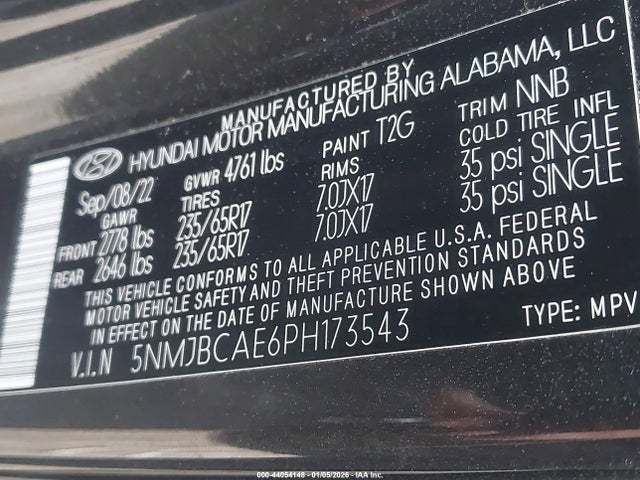 MANUFACTURED BY
HYUNDAI MOTOR MANUFACTURING ALABAMA, LLC
Sep/08/22 GVWR 4761 lbs PAINT T2G TRIM NNB
GAWR TIRES RIMS COLD TIRE INFL
FRONT 2778 lbs 235/65R17 7.0JX17 35 psi SINGLE
REAR 2646 lbs 235/65R17 7.0JX17 35 psi SINGLE
THIS VEHICLE CONFORMS TO ALL APPLICABLE U.S.A. FEDERAL
MOTOR VEHICLE SAFETY AND THEFT PREVENTION STANDARDS
IN EFFECT ON THE DATE OF MANUFACTURE SHOWN ABOVE
V.I.N 5NMJBCAE6PH173543 TYPE: MPV
000-44054148 - 01/05/2026 - IAA Inc.